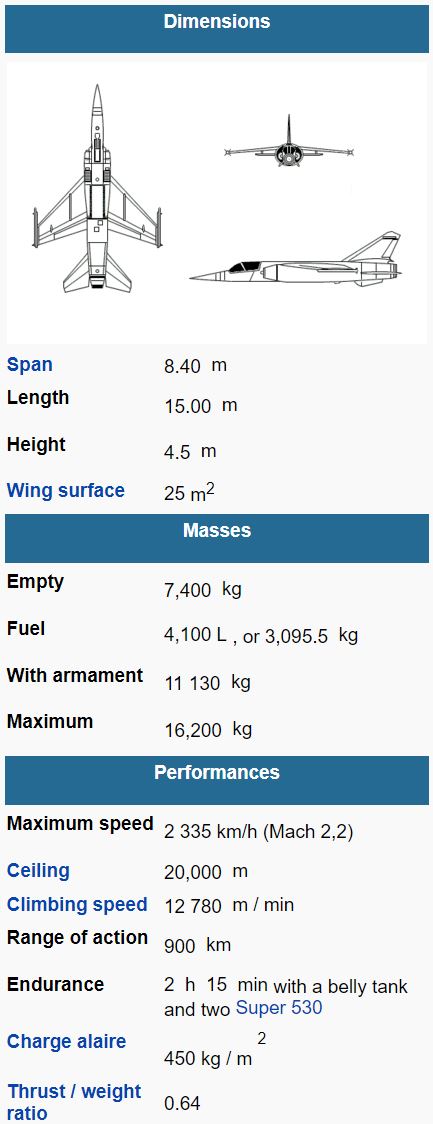 Dimensions
Span 8.40 m
Length 15.00 m
Height 4.5 m
Wing surface 25 m2
Masses
Empty 7,400 kg
Fuel 4,100 L , or 3,095.5 kg
With armament 11 130 kg
Maximum 16,200 kg
Performances
Maximum speed 2 335 km/h (Mach 2,2)
Ceiling 20,000 m
Climbing speed 12 780 m / min
Range of action 900 km
Endurance 2 h 15 min with a belly tank
and two Super 530
Charge alaire 450 kg / m 2
Thrust / weight
ratio 0.64